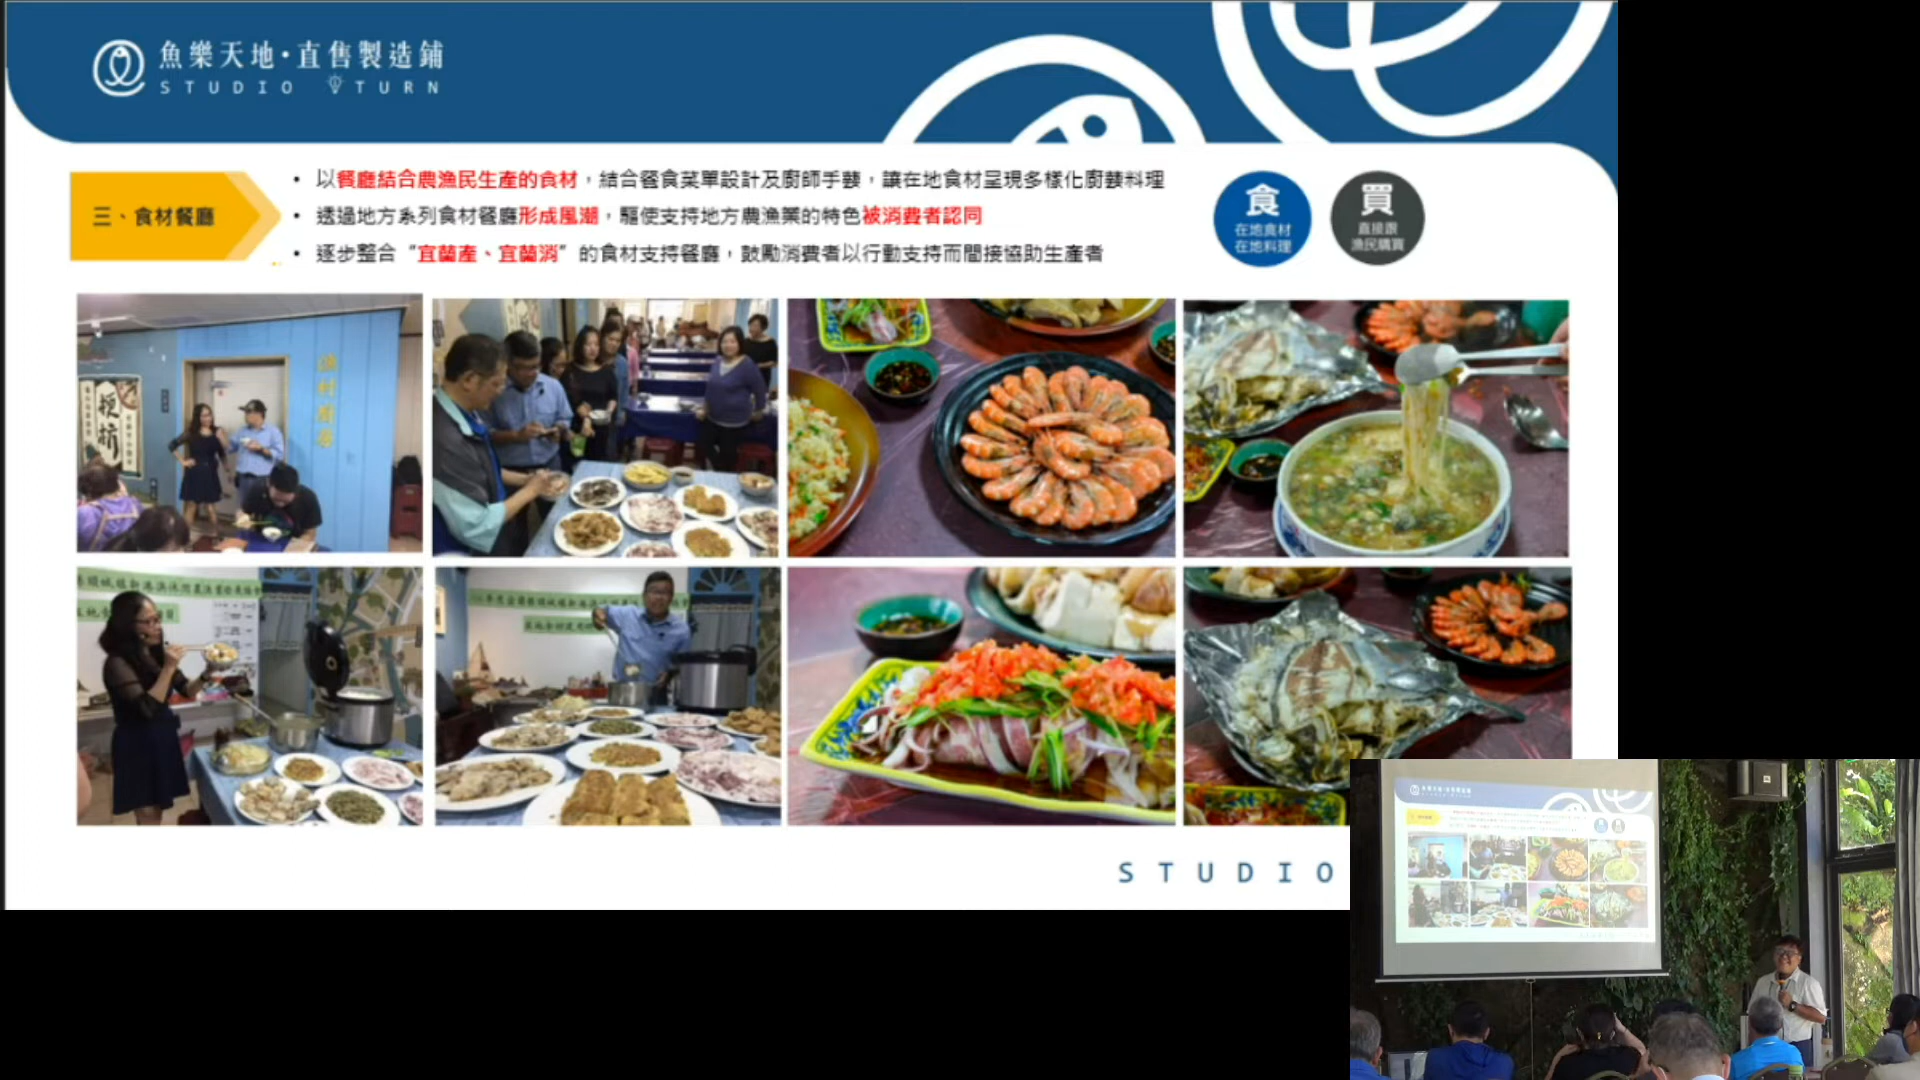 魚樂天地·直售製造鋪
STUDIO TURN
三、食材餐廳
• 以餐廳結合農漁民生產的食材，結合餐食菜單設計及廚師手藝，讓在地食材呈現多樣化廚藝料理
• 透過地方系列食材餐廳形成風潮，驅使支持地方農漁業的特色被消費者認同
• 逐步整合“宜蘭產、宜蘭消”的食材支持餐廳，鼓勵消費者以行動支持而間接協助生產者
食
在地食材
在地料理
買
直接跟
漁民購買
梗枋
STUDIO